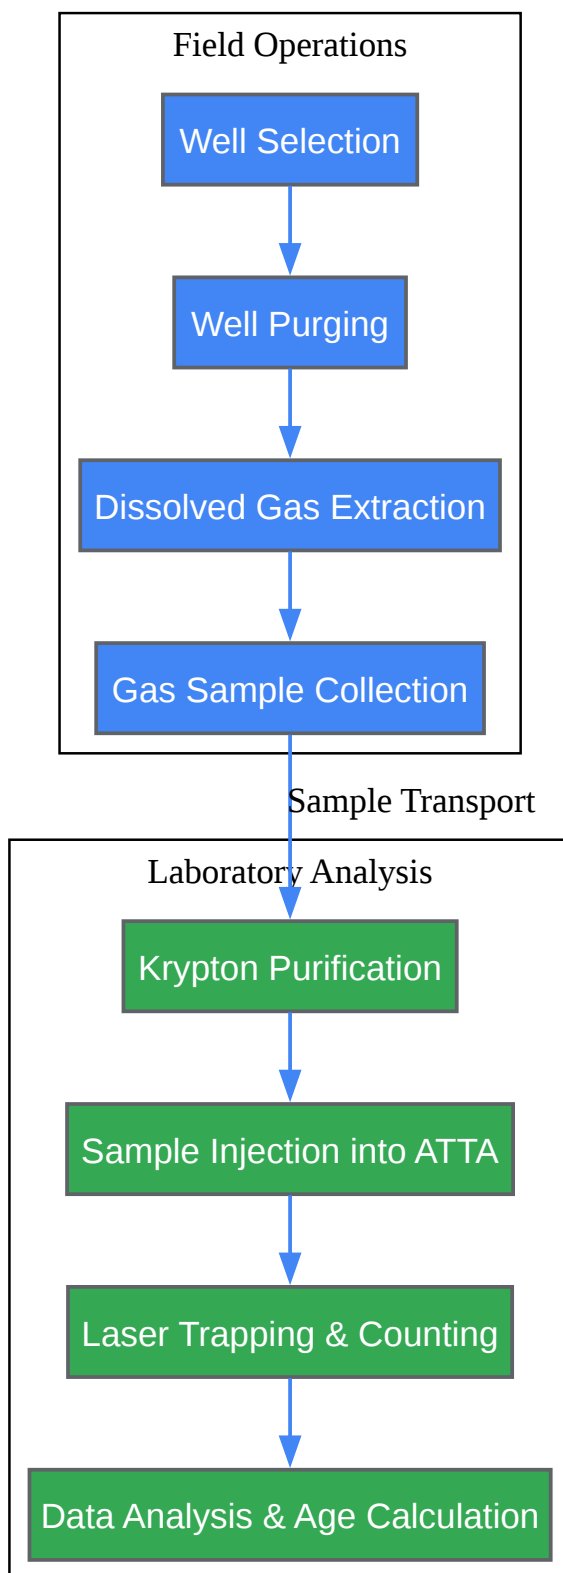 Field Operations
Well Selection
Well Purging
Dissolved Gas Extraction
Gas Sample Collection
Sample Transport
Laboratory Analysis
Krypton Purification
Sample Injection into ATTA
Laser Trapping & Counting
Data Analysis & Age Calculation